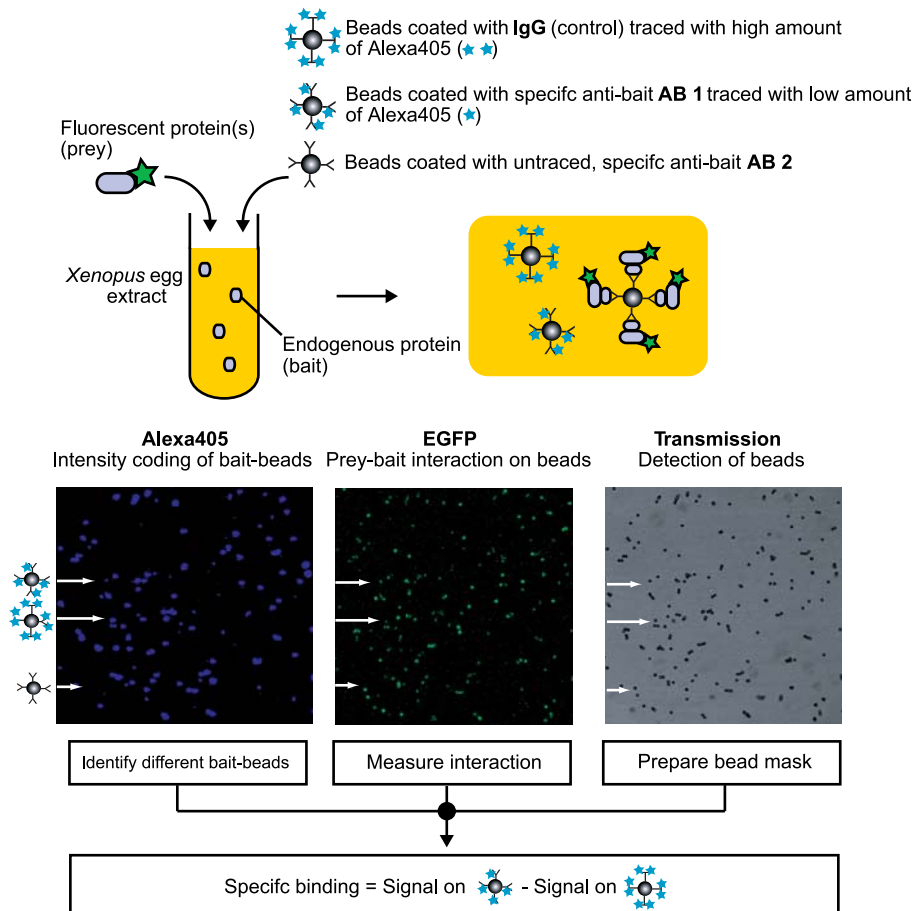 Beads coated with IgG (control) traced with high amount
of Alexa405 (★ ★)
Beads coated with specifc anti-bait AB 1 traced with low amount
of Alexa405 (★)
Beads coated with untraced, specifc anti-bait AB 2
Fluorescent protein(s)
(prey)
Xenopus egg
extract
Endogenous protein
(bait)
Alexa405
Intensity coding of bait-beads
EGFP
Prey-bait interaction on beads
Transmission
Detection of beads
Identify different bait-beads
Measure interaction
Prepare bead mask
Specifc binding = Signal on - Signal on